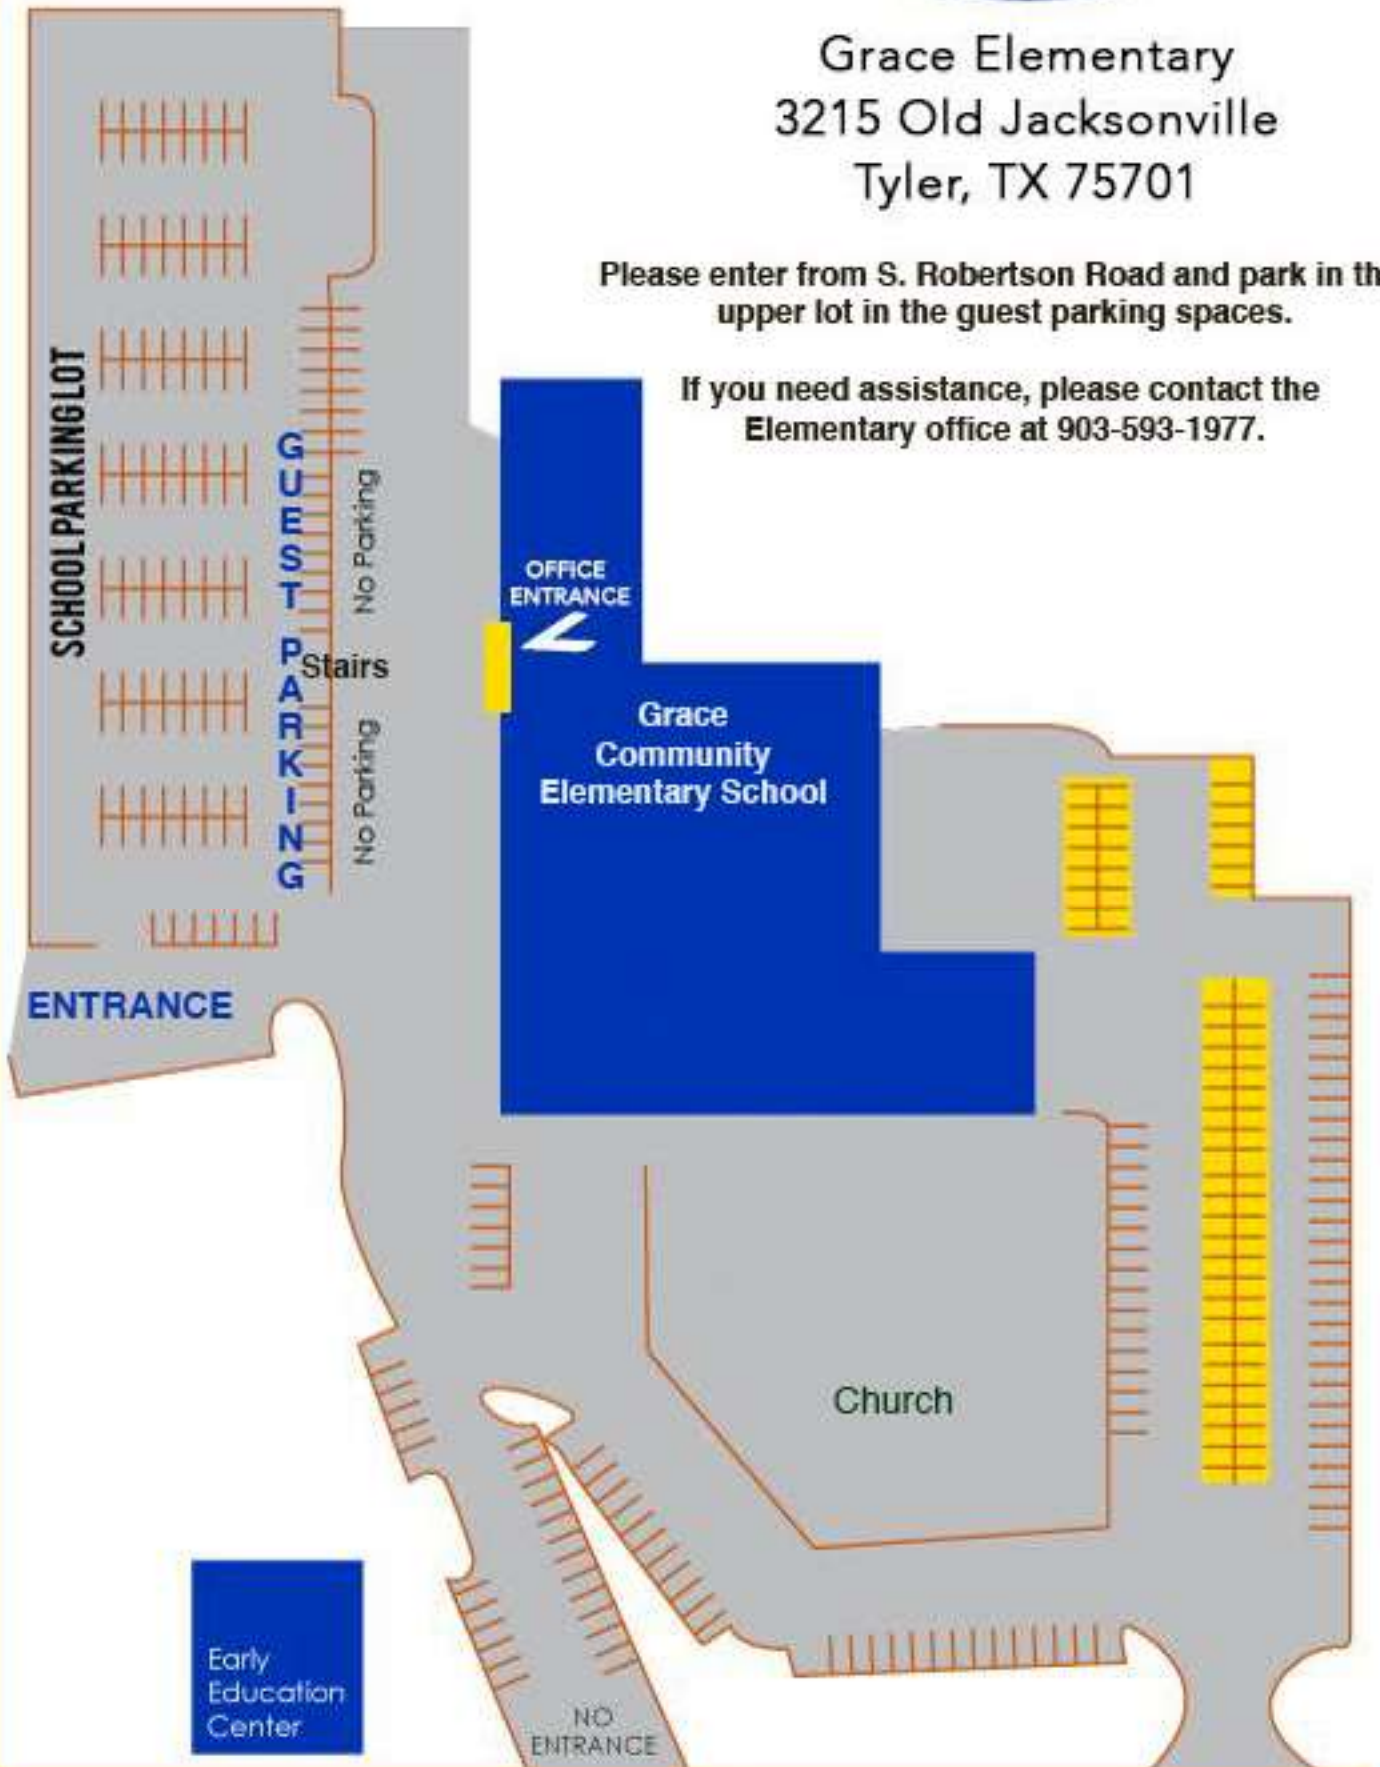 Grace Elementary
3215 Old Jacksonville
Tyler, TX 75701
Please enter from S. Robertson Road and park in th
upper lot in the guest parking spaces.
If you need assistance, please contact the
Elementary office at 903-593-1977.
SCHOOL PARKING LOT
GUEST PARKING
No Parking
Stairs
No Parking
OFFICE
ENTRANCE
Grace
Community
Elementary School
ENTRANCE
Church
Early
Education
Center
NO
ENTRANCE